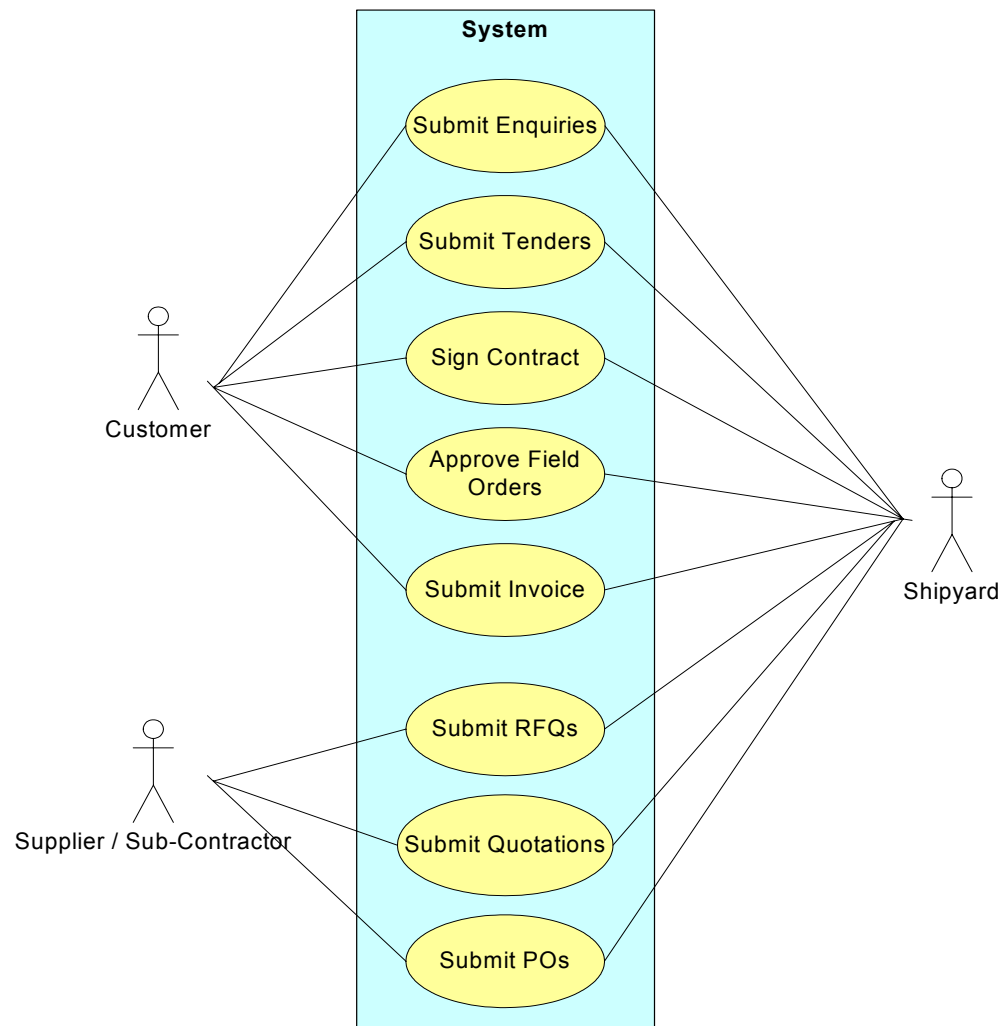 System
Submit Enquiries
Submit Tenders
Sign Contract
Customer
Approve Field
Orders
Submit Invoice
Shipyard
Submit RFQs
Supplier / Sub-Contractor
Submit Quotations
Submit POs